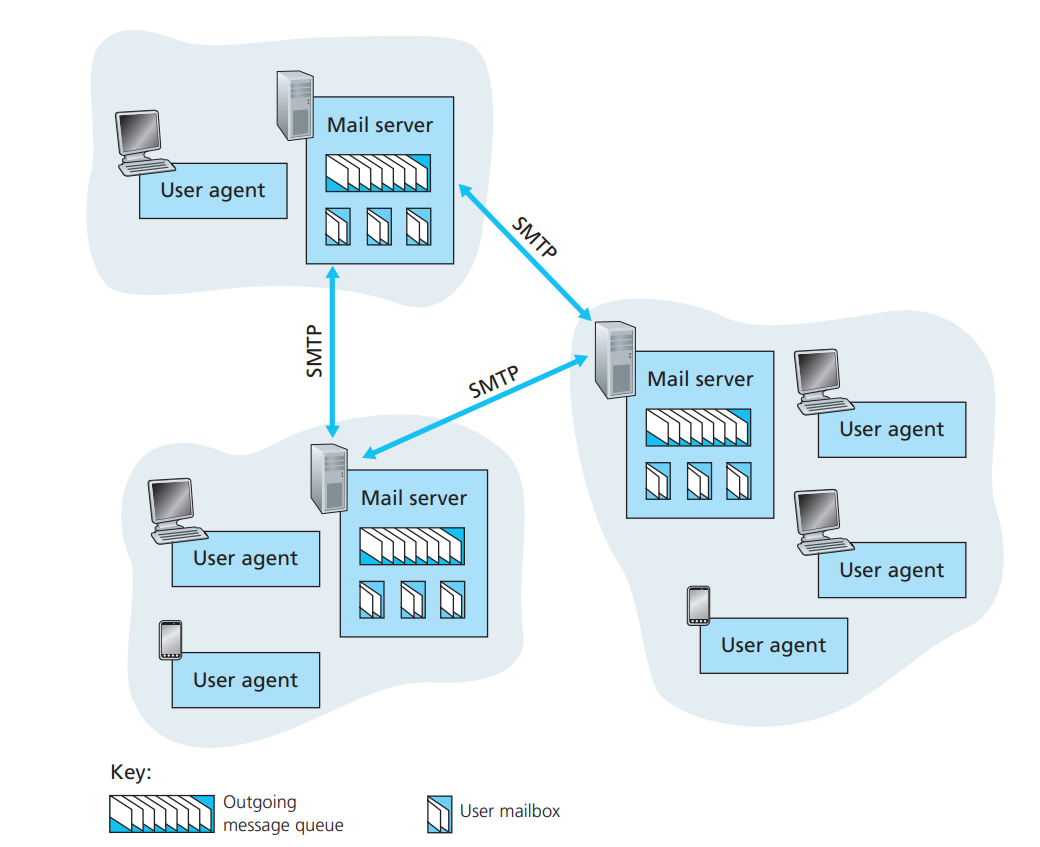 Mail server
User agent
SMTP
SMTP
SMTP
Mail server
User agent
User agent
User agent
Mail server
User agent
User agent
Key:
Outgoing
message queue
User mailbox